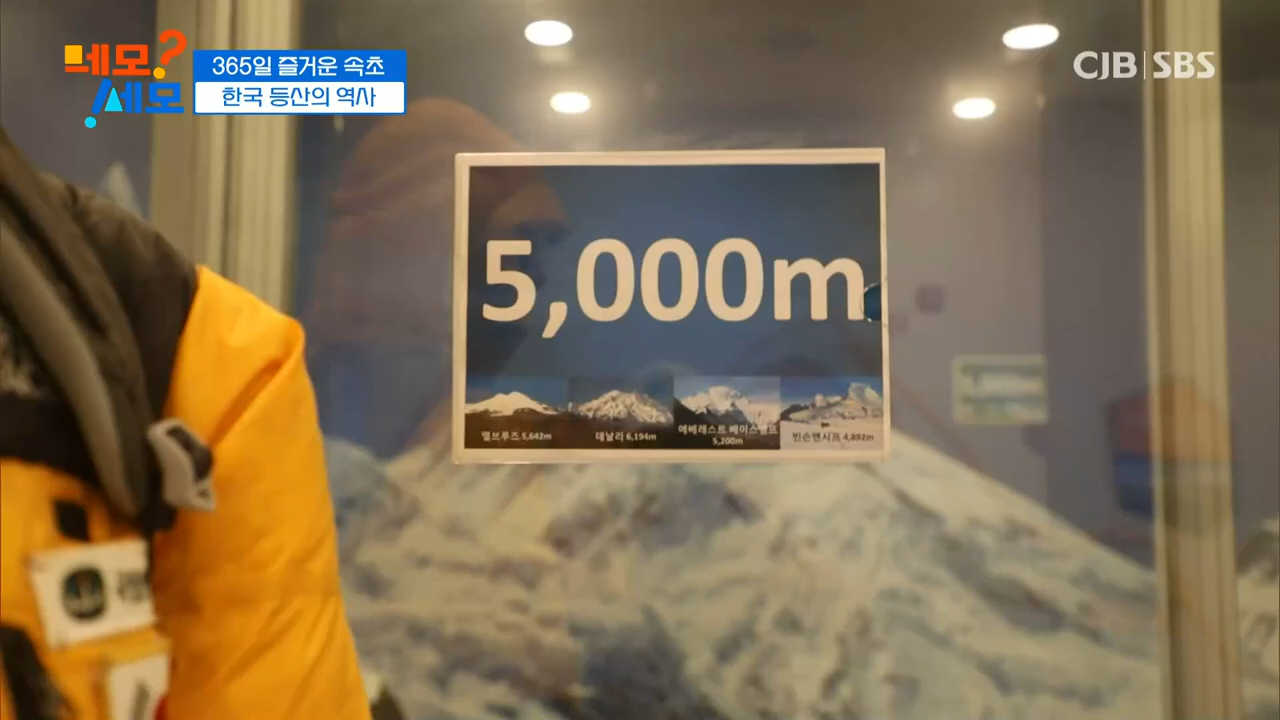 네모?
세모
365일 즐거운 속초
한국 등산의 역사
CJB SBS
5,000m
엘브루즈 5,642m
데날리 6,194m
에베레스트 베이스캠프
5,200m
빈슨맨시프 4,892m